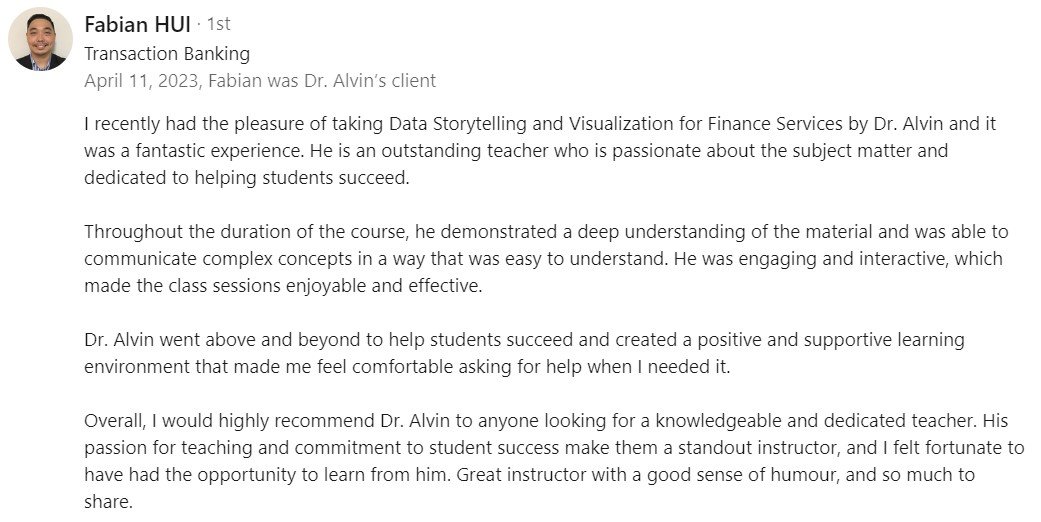 Fabian HUI · 1st
Transaction Banking
April 11, 2023, Fabian was Dr. Alvin’s client
I recently had the pleasure of taking Data Storytelling and Visualization for Finance Services by Dr. Alvin and it
was a fantastic experience. He is an outstanding teacher who is passionate about the subject matter and
dedicated to helping students succeed.
Throughout the duration of the course, he demonstrated a deep understanding of the material and was able to
communicate complex concepts in a way that was easy to understand. He was engaging and interactive, which
made the class sessions enjoyable and effective.
Dr. Alvin went above and beyond to help students succeed and created a positive and supportive learning
environment that made me feel comfortable asking for help when I needed it.
Overall, I would highly recommend Dr. Alvin to anyone looking for a knowledgeable and dedicated teacher. His
passion for teaching and commitment to student success make them a standout instructor, and I felt fortunate to
have had the opportunity to learn from him. Great instructor with a good sense of humour, and so much to
share.